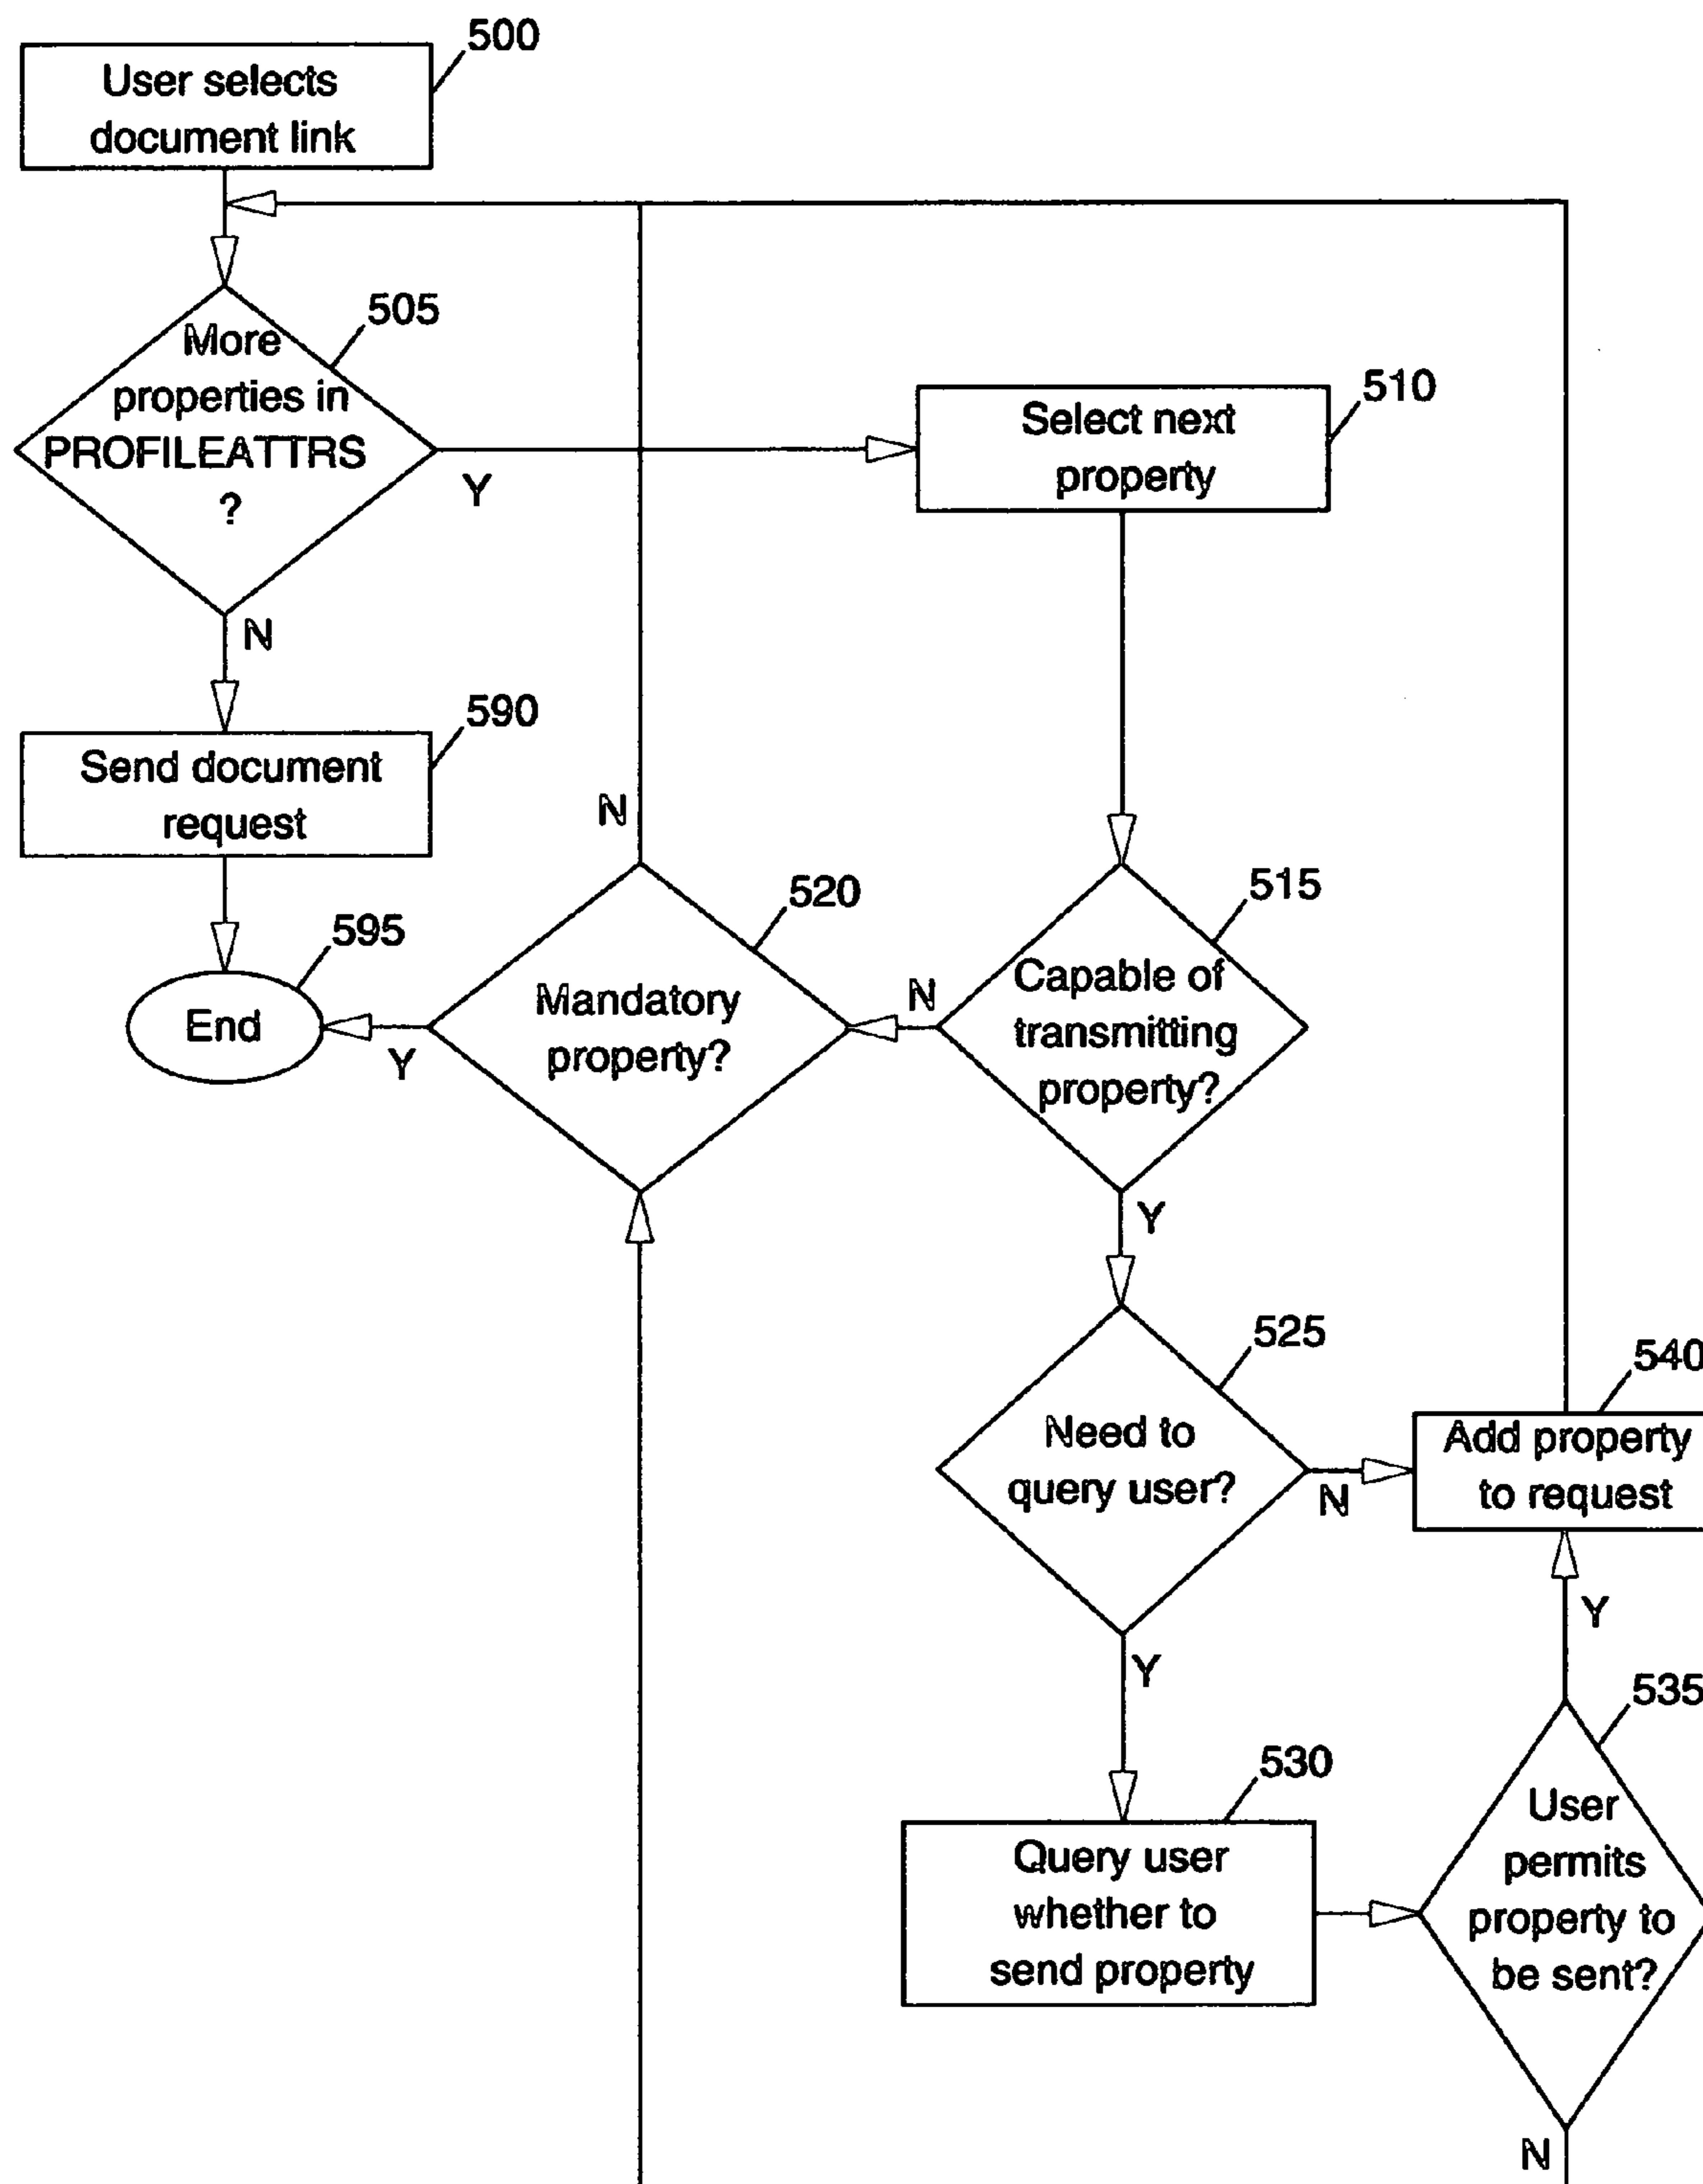 500
User selects
document link
505
More
properties in
PROFILEATTRS
?
Y
N
510
Select next
property
590
Send document
request
595
End
N
520
Mandatory
property?
Y
N
515
Capable of
transmitting
property?
Y
525
Need to
query user?
N
Y
540
Add property
to request
Y
530
Query user
whether to
send property
535
User
permits
property to
be sent?
N